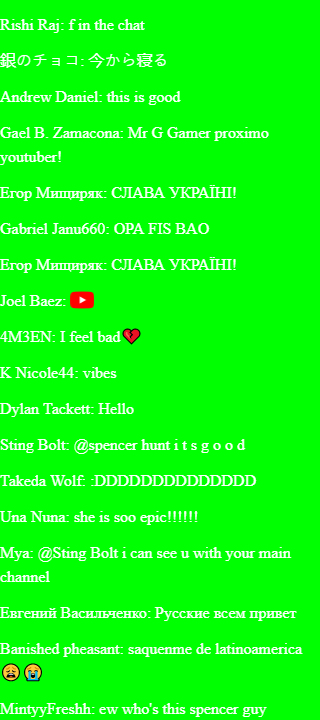 Rishi Raj: f in the chat
銀のチョコ: 今から寝る
Andrew Daniel: this is good
Gael B. Zamacona: Mr G Gamer proximo
youtuber!
Егор Мищиряк: СЛАВА УКРАЇНІ!
Gabriel Janu660: OPA FIS BAO
Егор Мищиряк: СЛАВА УКРАЇНІ!
Joel Baez:
4M3EN: I feel bad💔
K Nicole44: vibes
Dylan Tackett: Hello
Sting Bolt: @spencer hunt i t s g o o d
Takeda Wolf: :DDDDDDDDDDDDDD
Una Nuna: she is soo epic!!!!!!
Mya: @Sting Bolt i can see u with your main
channel
Евгений Васильченко: Русские всем привет
Banished pheasant: saquenme de latinoamerica
😩😭
MintyyFreshh: ew who's this spencer guy